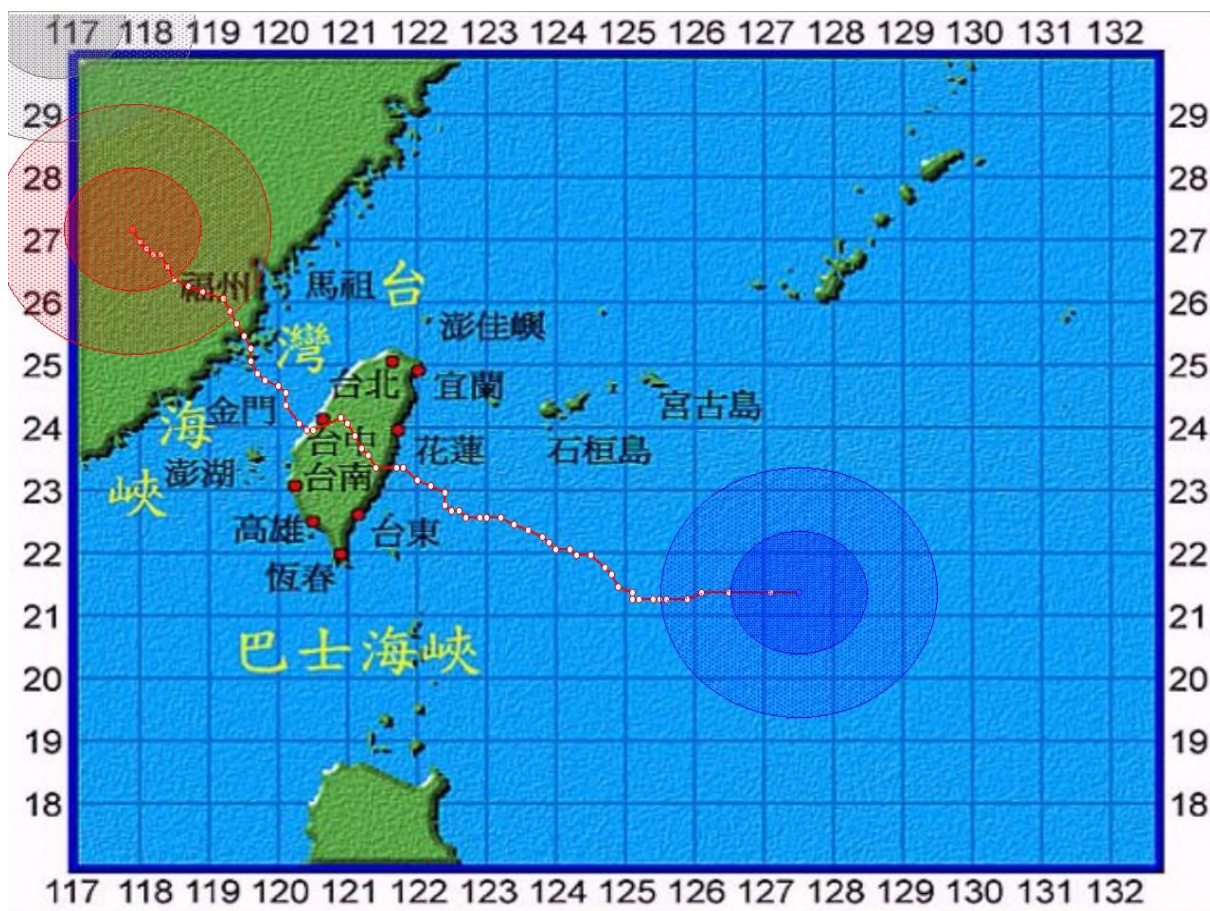 117 118 119 120 121 122 123 124 125 126 127 128 129 130 131 132
29 29
28 28
27 27
福州 馬祖 台
26 26
澎佳嶼
灣
25 25
台北 宜蘭
金門 宮古島
海
24 24
台中 花蓮 石垣島
澎湖 台南
峽
23 23
高雄 台東
22 22
恆春
21 21
巴士海峽
20 20
19 19
18 18
117 118 119 120 121 122 123 124 125 126 127 128 129 130 131 132